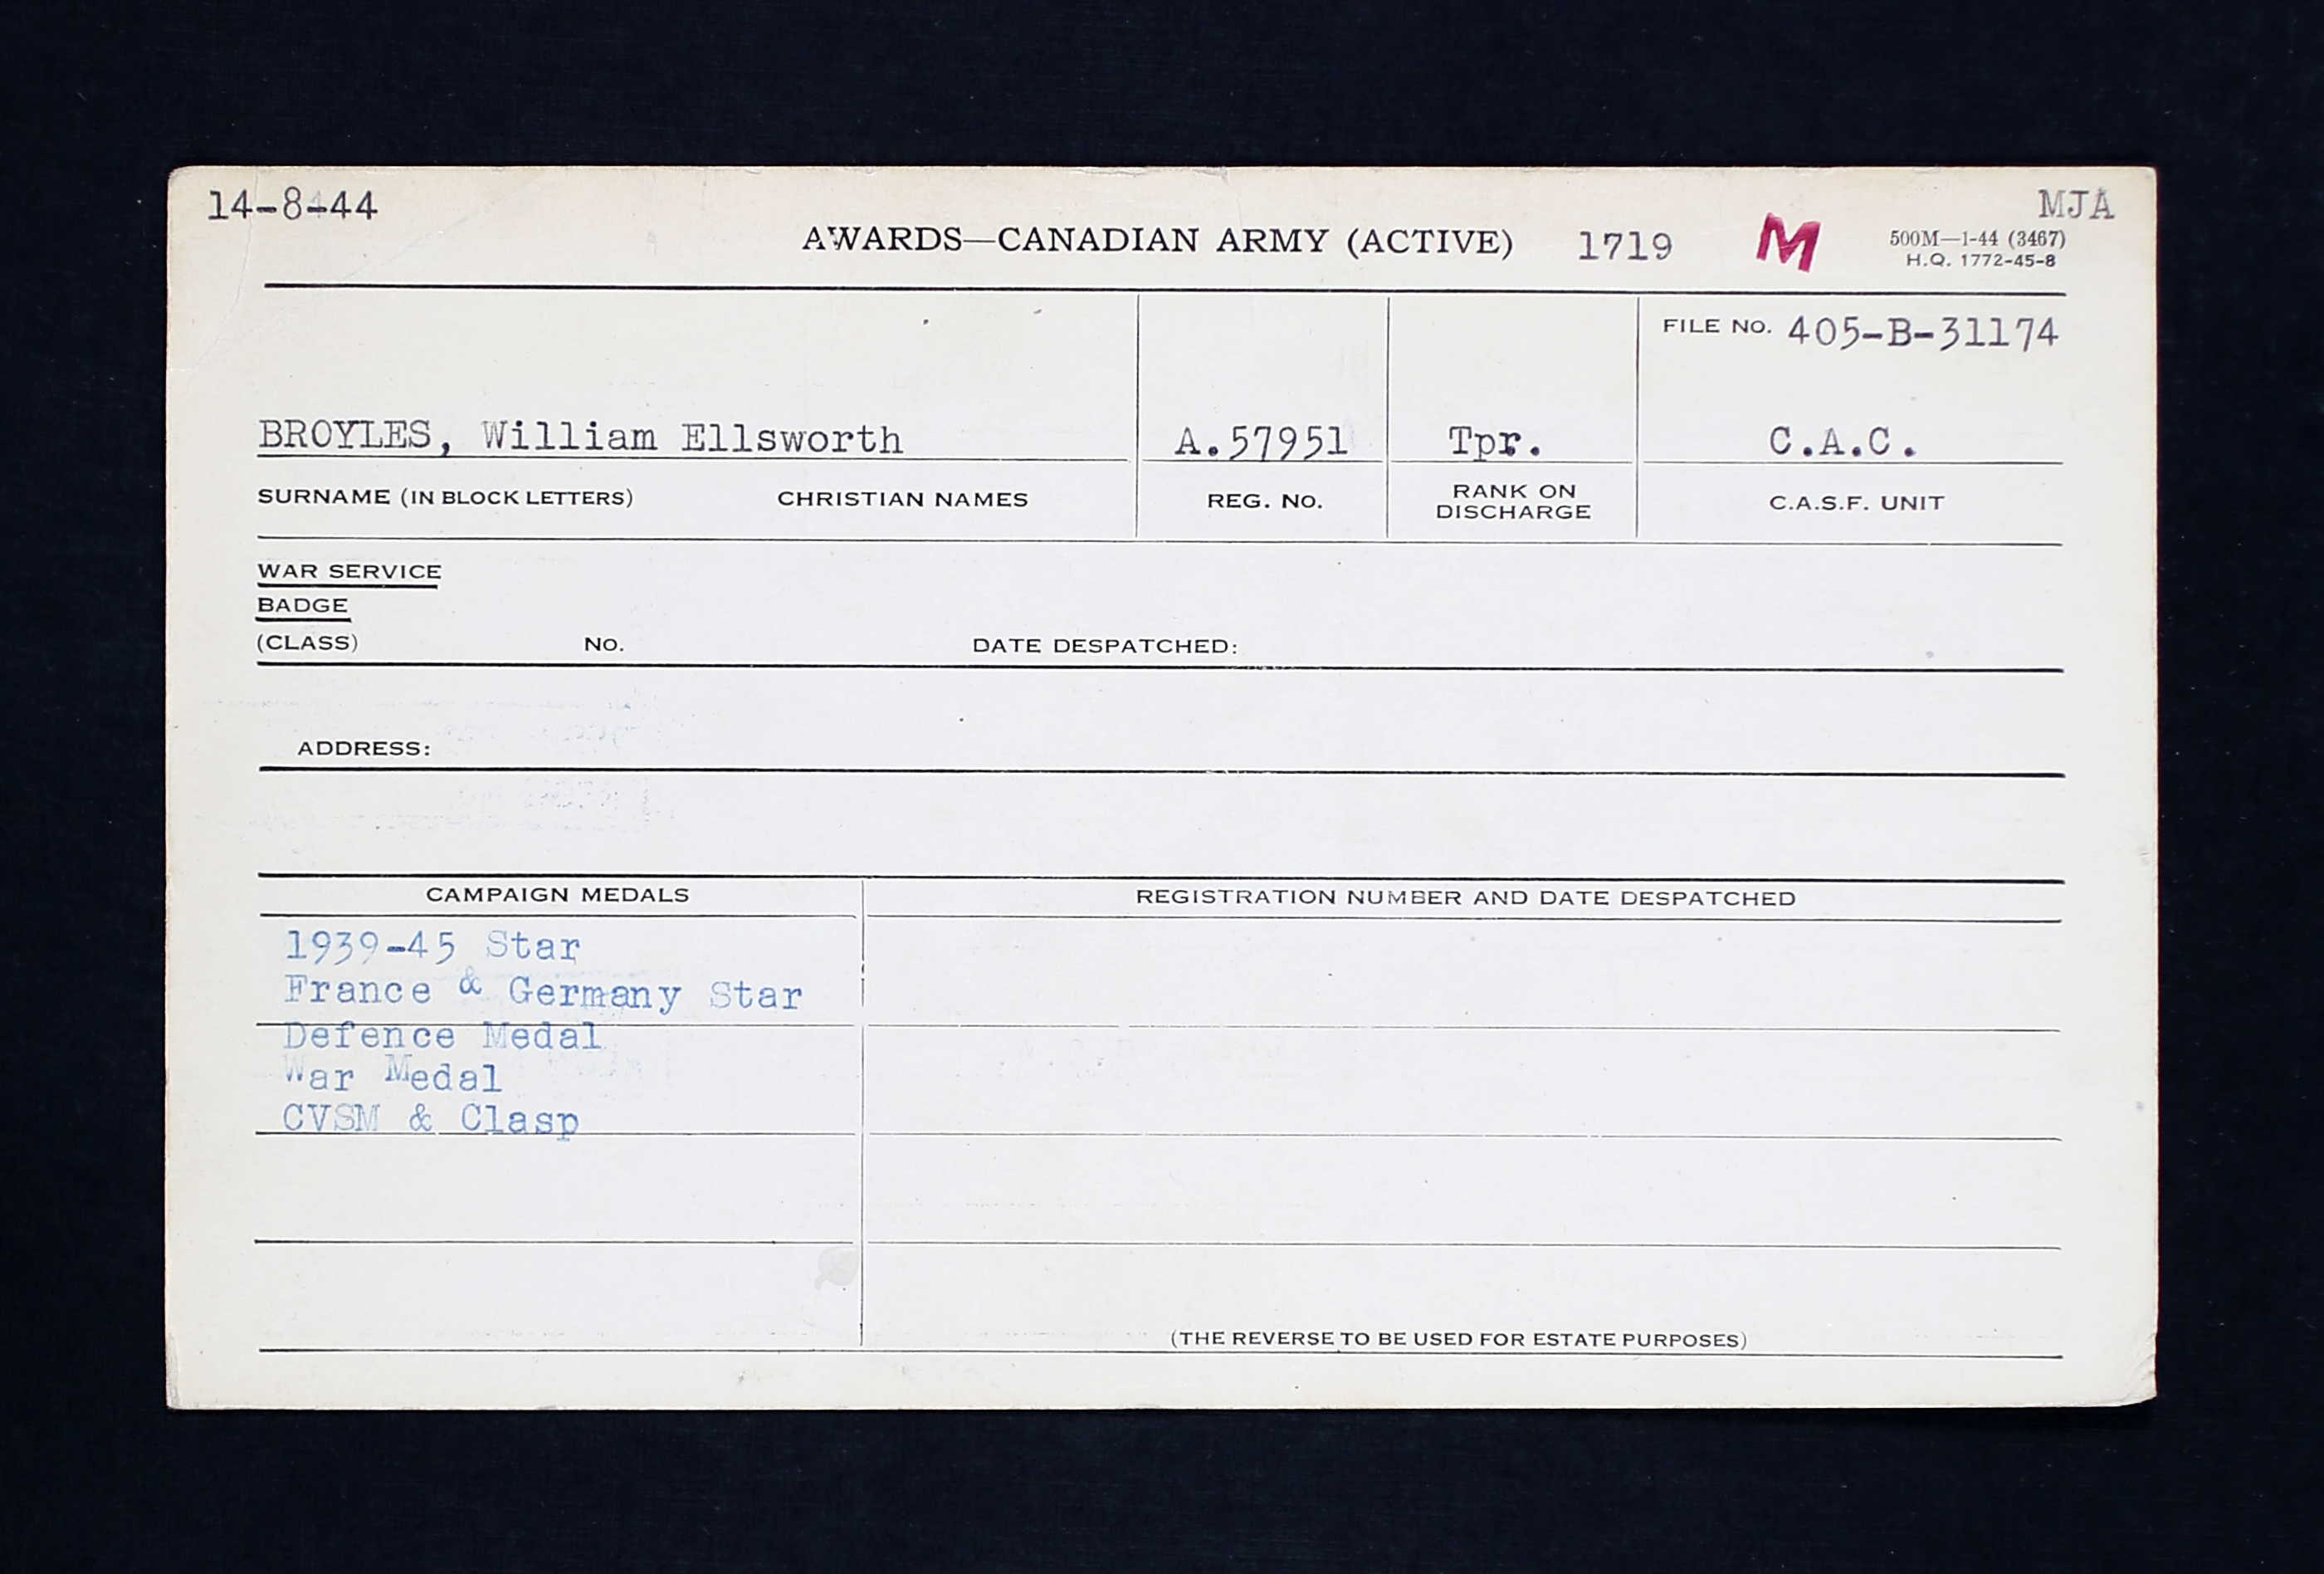 14-8-44
MJA
AWARDS—CANADIAN ARMY (ACTIVE) 1719 M
500M—1-44 (3467)
H.Q. 1772-45-8
FILE NO. 405-B-31174
BROYLES, William Ellsworth A.57951 Tpr. C.A.C.
SURNAME (IN BLOCK LETTERS) CHRISTIAN NAMES REG. NO. RANK ON DISCHARGE C.A.S.F. UNIT
WAR SERVICE
BADGE
(CLASS) NO. DATE DESPATCHED:
ADDRESS:
CAMPAIGN MEDALS REGISTRATION NUMBER AND DATE DESPATCHED
1939-45 Star
France & Germany Star
Defence Medal
War Medal
CVSM & Clasp
(THE REVERSE TO BE USED FOR ESTATE PURPOSES)